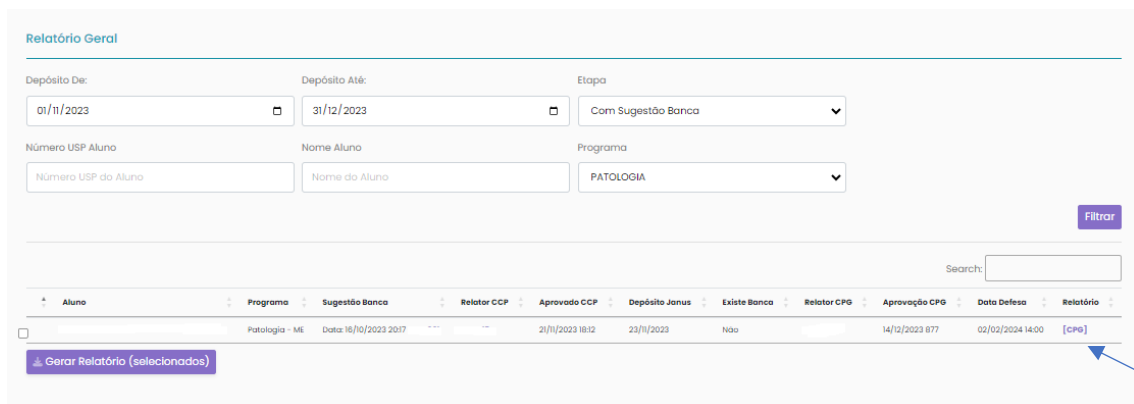 Relatório Geral
Depósito De: Depósito Até: Etapa
01/11/2023 31/12/2023 Com Sugestão Banca
Número USP Aluno Nome Aluno Programa
Número USP do Aluno Nome do Aluno PATOLOGIA
Filtrar
Search:
Aluno Programa Sugestão Banca Relator CCP Aprovado CCP Depósito Janus Existe Banca Relator CPG Aprovação CPG Data Defesa Relatório
Patologia - ME Data: 16/10/2023 20:17 21/11/2023 18:12 23/11/2023 Não 14/12/2023 877 02/02/2024 14:00 [CPG]
Gerar Relatório (selecionados)